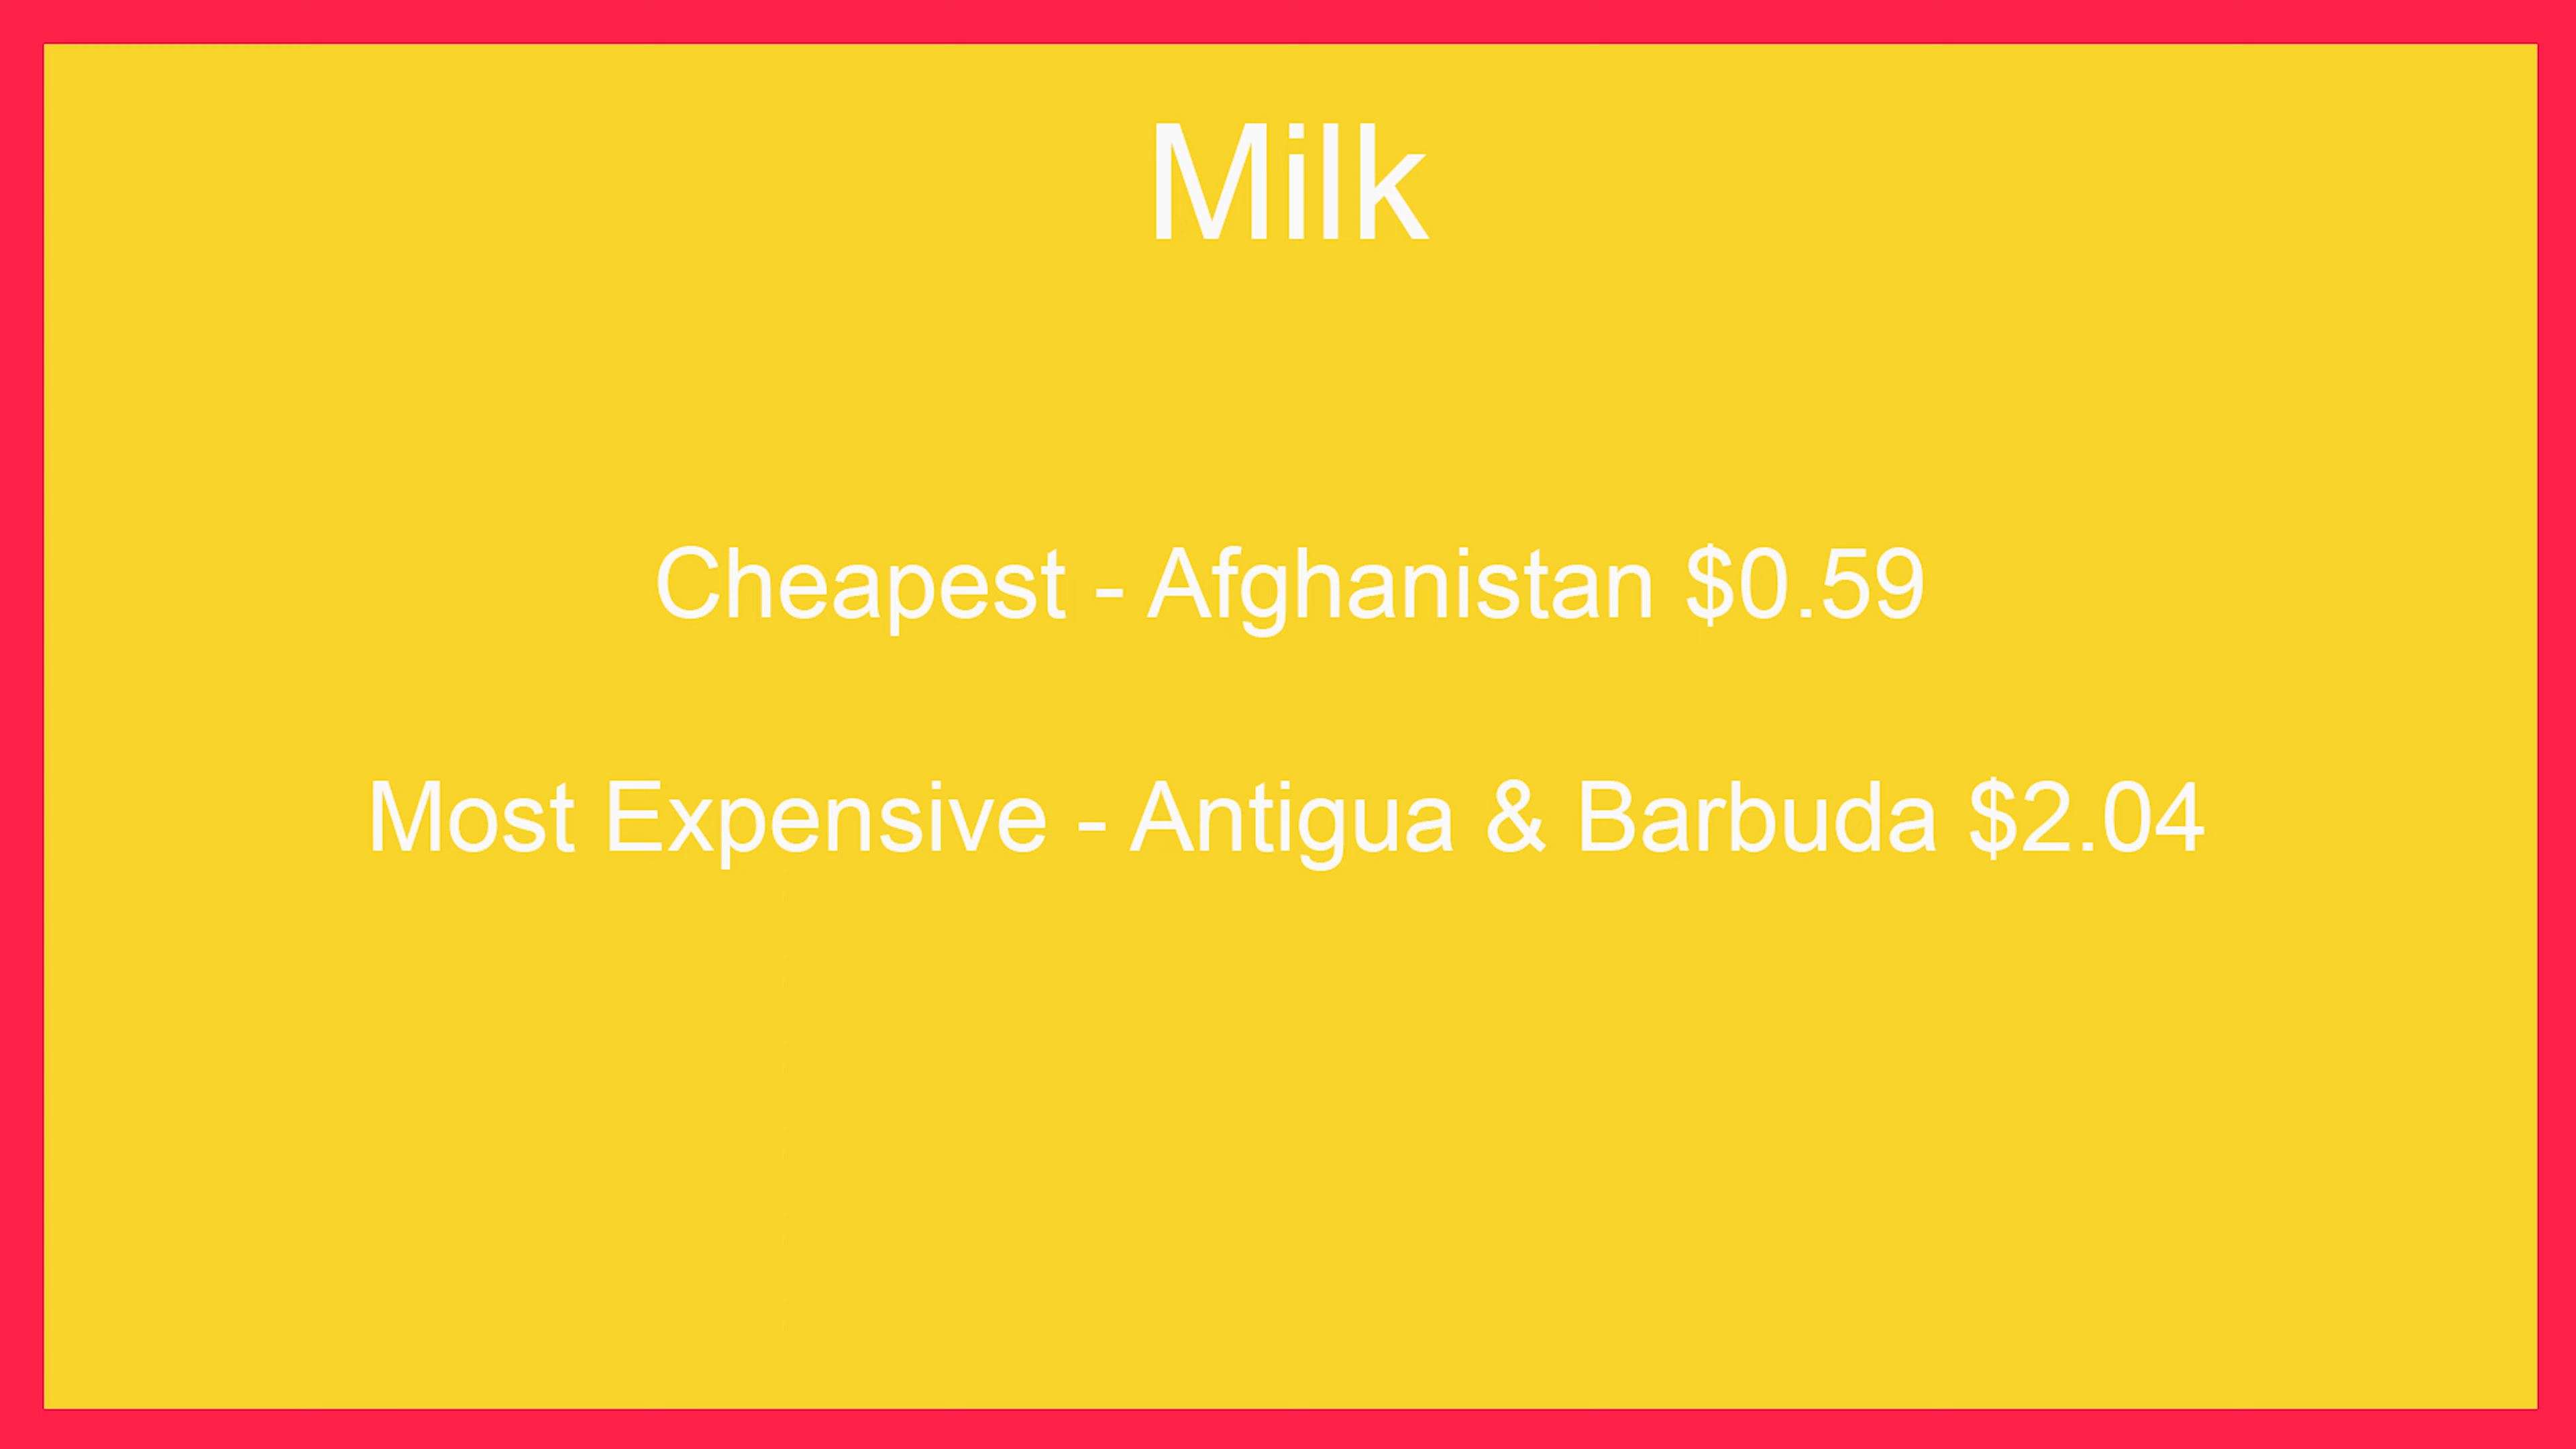 Milk
Cheapest - Afghanistan $0.59
Most Expensive - Antigua & Barbuda $2.04